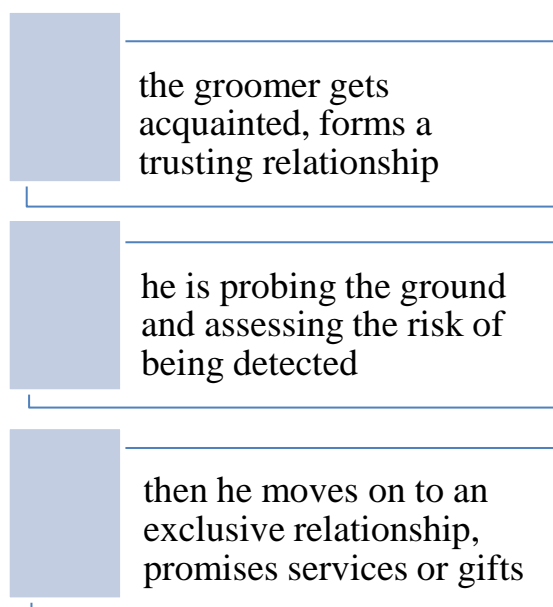 the groomer gets
acquainted, forms a
trusting relationship
he is probing the ground
and assessing the risk of
being detected
then he moves on to an
exclusive relationship,
promises services or gifts